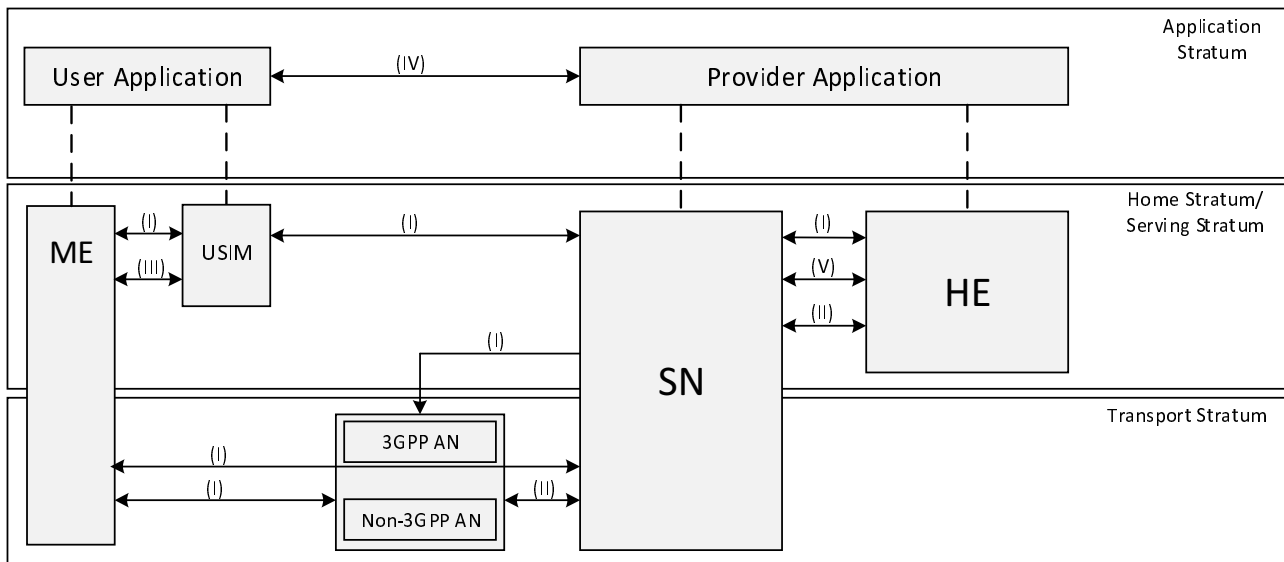 Application
Stratum
User Application
(IV)
Provider Application
Home Stratum/
Serving Stratum
ME
(I)
(III)
USIM
(I)
SN
(I)
(V)
(II)
HE
(I)
Transport Stratum
3GPP AN
(I)
(I)
(II)
Non-3GPP AN